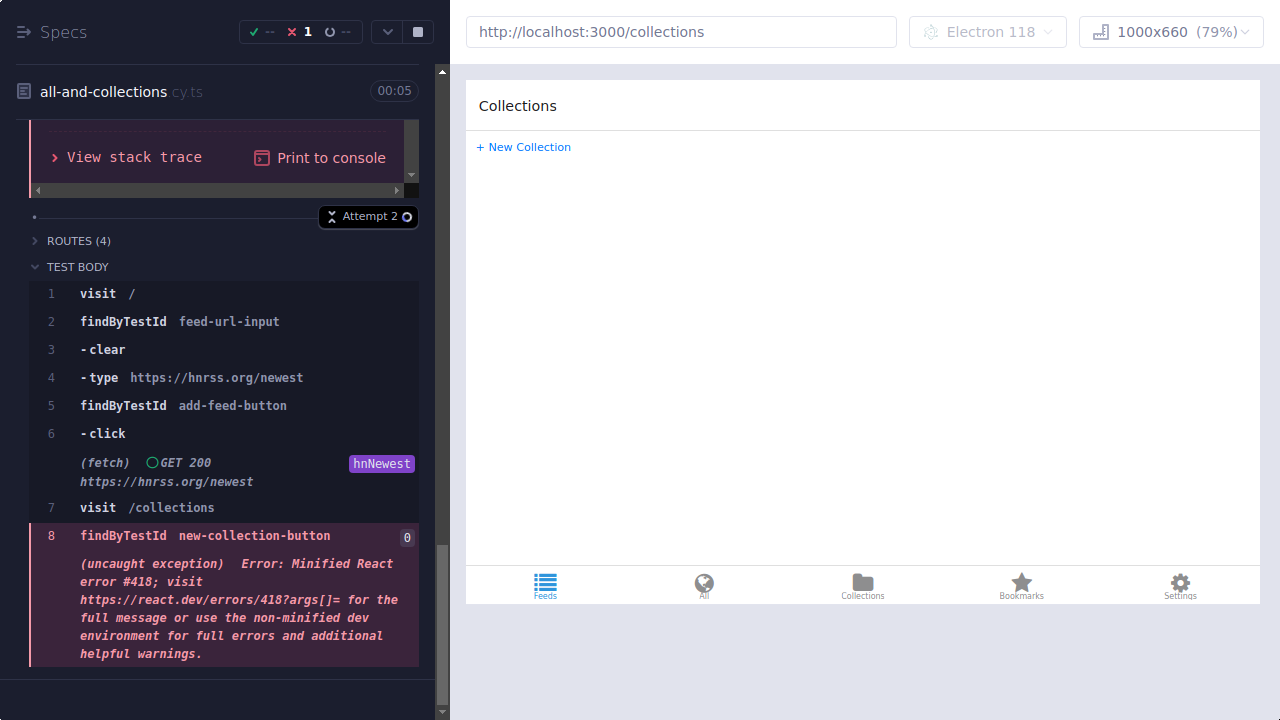 Specs
--
1
--
all-and-collections.cy.ts
00:05
View stack trace
Print to console
Attempt 2
ROUTES (4)
TEST BODY
1 visit /
2 findByTestId feed-url-input
3 -clear
4 -type https://hnrss.org/newest
5 findByTestId add-feed-button
6 -click
(fetch) GET 200 hnNewest
https://hnrss.org/newest
7 visit /collections
8 findByTestId new-collection-button 0
(uncaught exception) Error: Minified React
error #418; visit
https://react.dev/errors/418?args[]= for the
full message or use the non-minified dev
environment for full errors and additional
helpful warnings.
http://localhost:3000/collections
Electron 118
1000x660 (79%)
Collections
+ New Collection
Feeds
All
Collections
Bookmarks
Settings